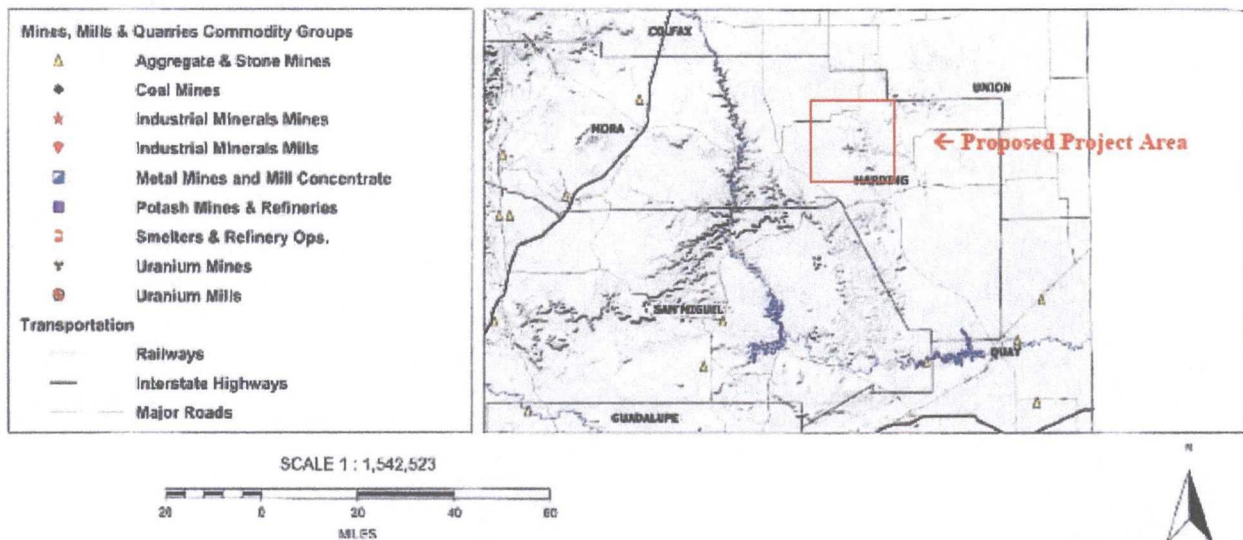 Mines, Mills & Quarries Commodity Groups
Aggregate & Stone Mines
Coal Mines
Industrial Minerals Mines
Industrial Minerals Mills
Metal Mines and Mill Concentrate
Potash Mines & Refineries
Smelters & Refinery Ops.
Uranium Mines
Uranium Mills
Transportation
Railways
Interstate Highways
Major Roads
COLFAX
UNION
MORA
← Proposed Project Area
HARDING
SAN MIGUEL
QUAY
GUADALUPE
SCALE 1 : 1,542,523
20 0 20 40 60
MILES
N